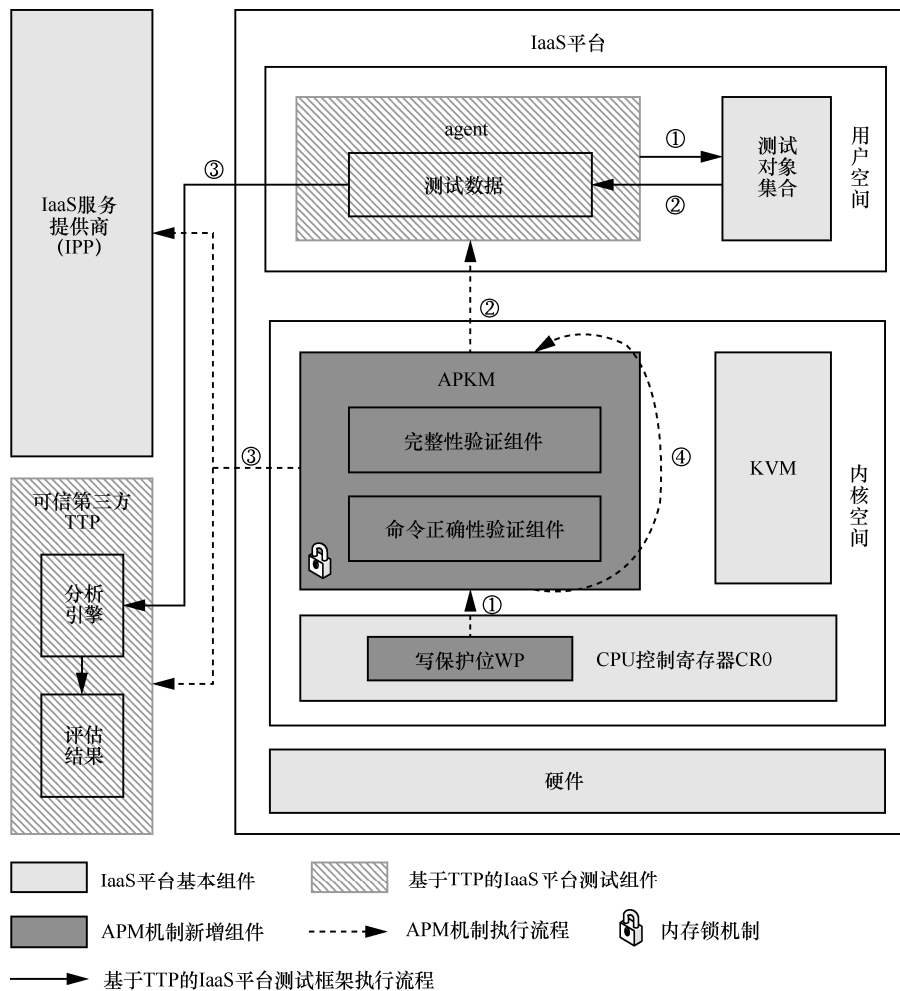 IaaS服务
提供商
(IPP)
可信第三方
TTP
分析
引擎
评估
结果
IaaS平台
agent
测试数据
测试
对象
集合
用户空间
①
②
③
②
APKM
完整性验证组件
命令正确性验证组件
③
④
①
KVM
内核空间
写保护位WP
CPU控制寄存器CR0
硬件
IaaS平台基本组件
基于TTP的IaaS平台测试组件
APM机制新增组件
APM机制执行流程
内存锁机制
基于TTP的IaaS平台测试框架执行流程